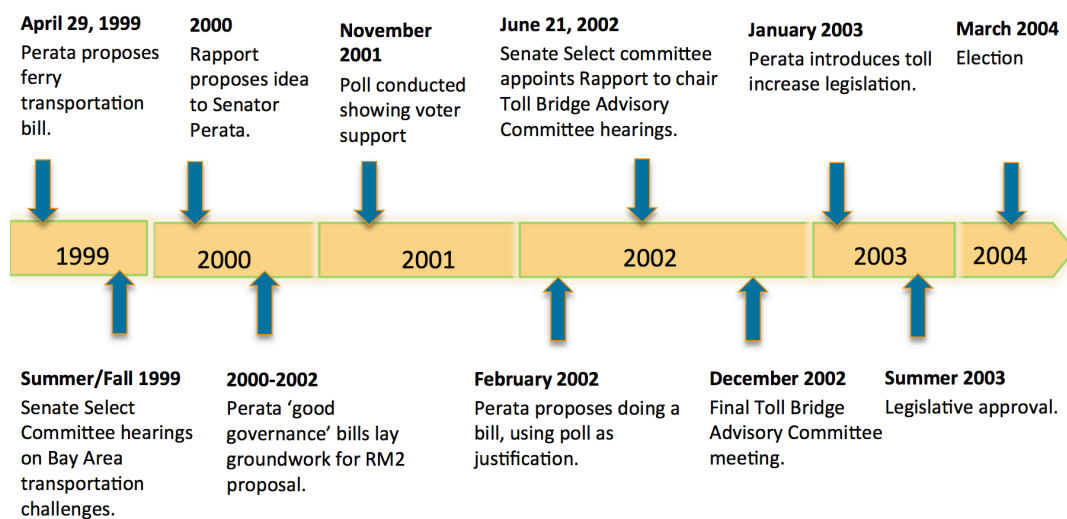 April 29, 1999
Perata proposes
ferry
transportation
bill.
2000
Rapport
proposes idea
to Senator
Perata.
November
2001
Poll conducted
showing voter
support
June 21, 2002
Senate Select committee
appoints Rapport to chair
Toll Bridge Advisory
Committee hearings.
January 2003
Perata introduces toll
increase legislation.
March 2004
Election
1999
2000
2001
2002
2003
2004
Summer/Fall 1999
Senate Select
Committee hearings
on Bay Area
transportation
challenges.
2000-2002
Perata ‘good
governance’ bills lay
groundwork for RM2
proposal.
February 2002
Perata proposes doing a
bill, using poll as
justification.
December 2002
Final Toll Bridge
Advisory Committee
meeting.
Summer 2003
Legislative approval.